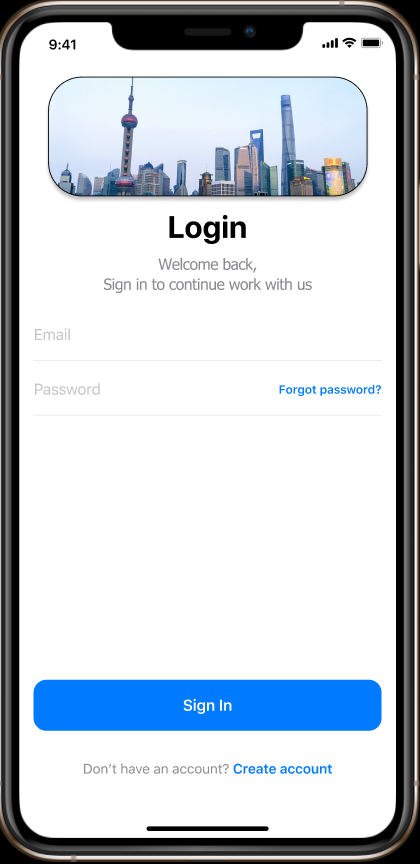 9:41
Login
Welcome back,
Sign in to continue work with us
Email
Password Forgot password?
Sign In
Don't have an account? Create account